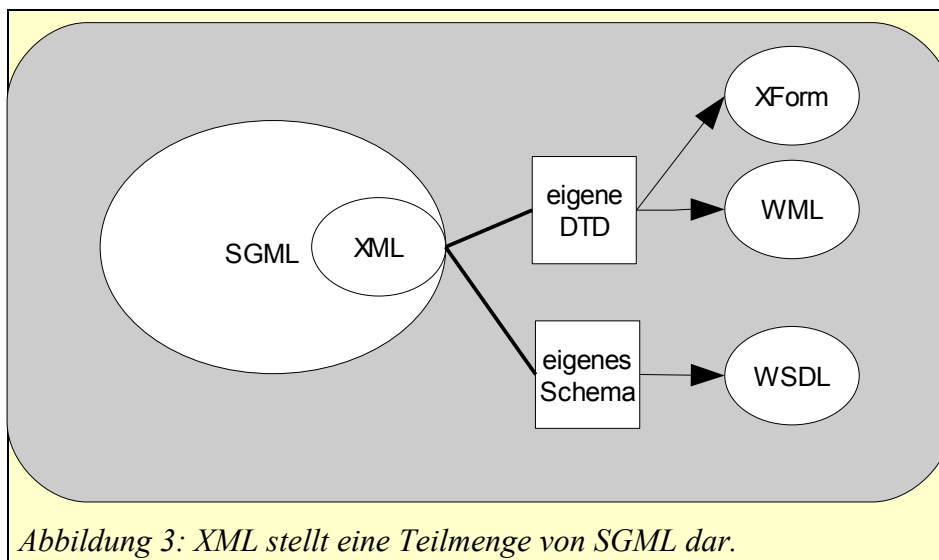 XForm
eigene
DTD
WML
SGML
XML
eigenes
Schema
WSDL
Abbildung 3: XML stellt eine Teilmenge von SGML dar.